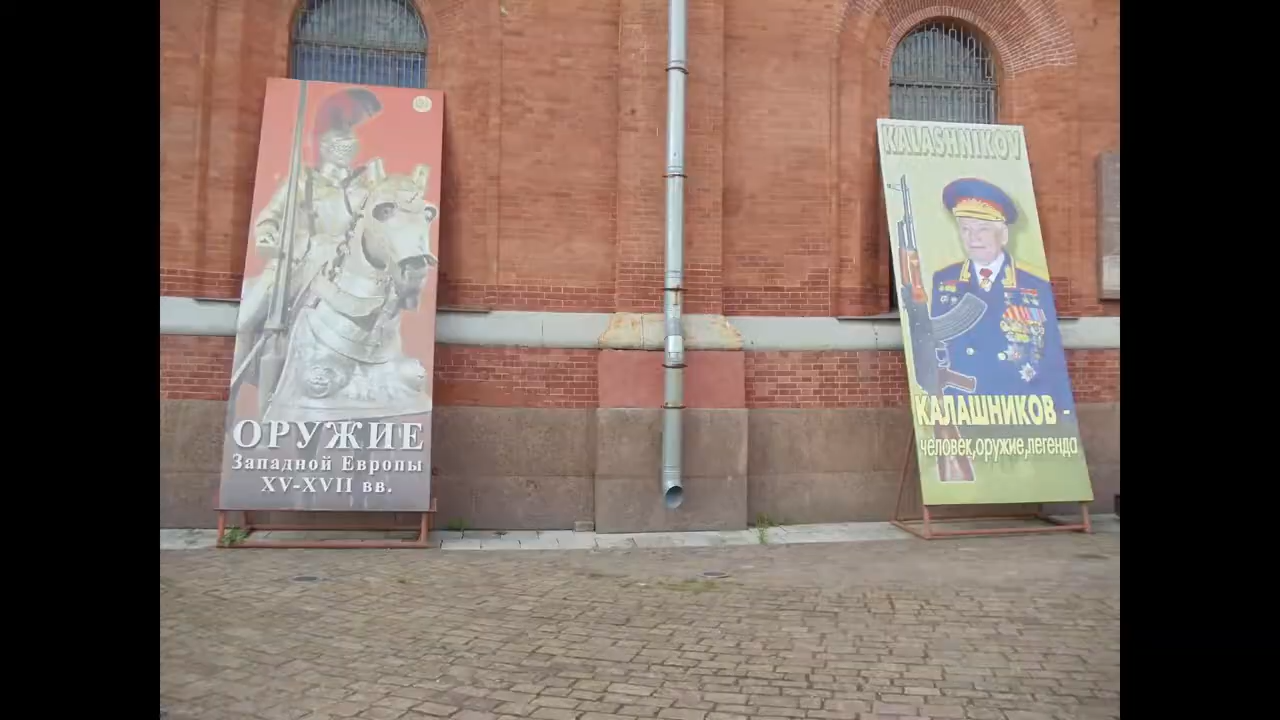 ОРУЖИЕ
Западной Европы
XV-XVII вв.
KALASHNIKOV
КАЛАШНИКОВ -
человек,оружие,легенда